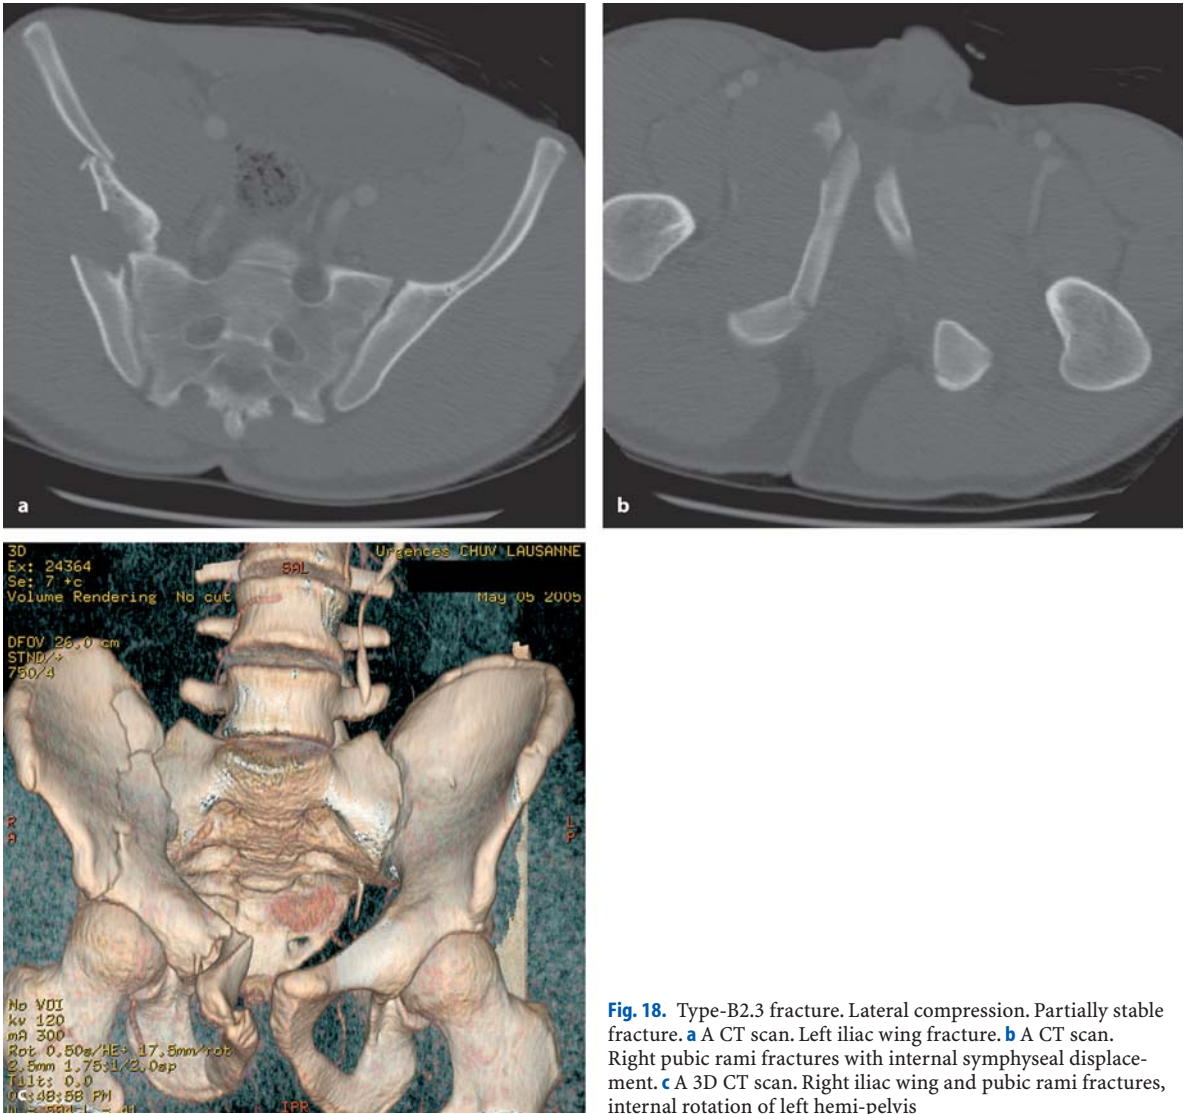 a
b
3D
Ex: 24364
Se: 7 +c
Volume Rendering No cut
Urgences CHUV LAUSANNE
May 05 2005
SAL
DFOV 26.0 cm
STND/+
750/4
R
A
L
P
No VOI
kv 120
mA 300
Rot 0.50s/HE+ 17.5mm/rot
2.5mm 1.75:1/2.0sp
Tilt: 0.0
c
:48:58 PM
IPR
Fig. 18. Type-B2.3 fracture. Lateral compression. Partially stable
fracture. a A CT scan. Left iliac wing fracture. b A CT scan.
Right pubic rami fractures with internal symphyseal displace-
ment. c A 3D CT scan. Right iliac wing and pubic rami fractures,
internal rotation of left hemi-pelvis